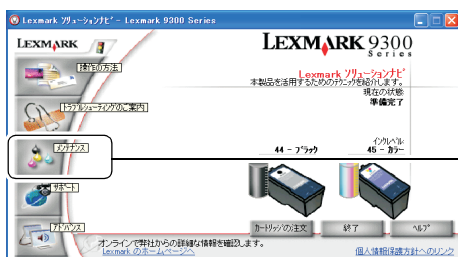 Lexmark ソリューションナビ - Lexmark 9300 Series
LEXMARK
LEXMARK 9300
Series
操作の方法
Lexmark ソリューションナビ
本製品を活用するためのテクニックを紹介します。
現在の状態:
準備完了
トラブルシューティングのご案内
メンテナンス
インクレベル:
44 - ブラック
45 - カラー
サポート
アドバンス
カートリッジの注文
終了
ヘルプ
オンラインで弊社からの詳細な情報を確認します。
Lexmark のホームページへ
個人情報保護方針へのリンク